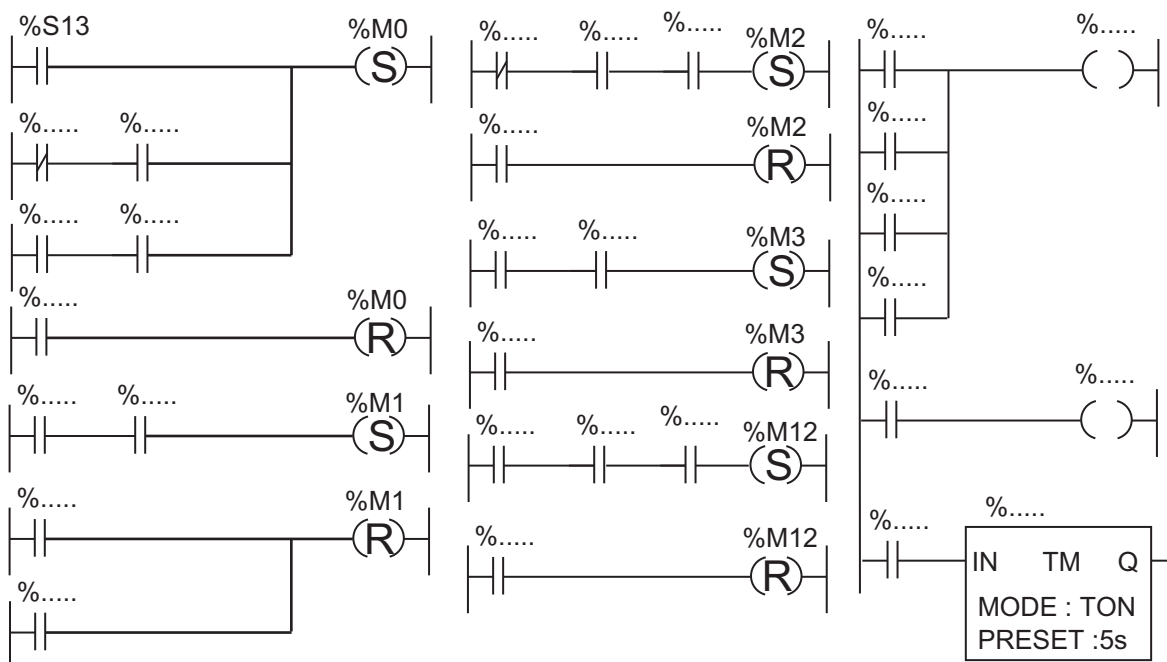 %S13 %M0
S
%..... %.....
%..... %.....
%..... %M0
R
%..... %..... %M1
S
%..... %M1
R
%.....
%..... %..... %..... %M2
S
%..... %M2
R
%..... %..... %M3
S
%..... %M3
R
%..... %..... %..... %M12
S
%..... %M12
R
%..... %.....
%.....
%.....
%.....
%..... %.....
%..... %.....
IN TM Q
MODE : TON
PRESET :5s